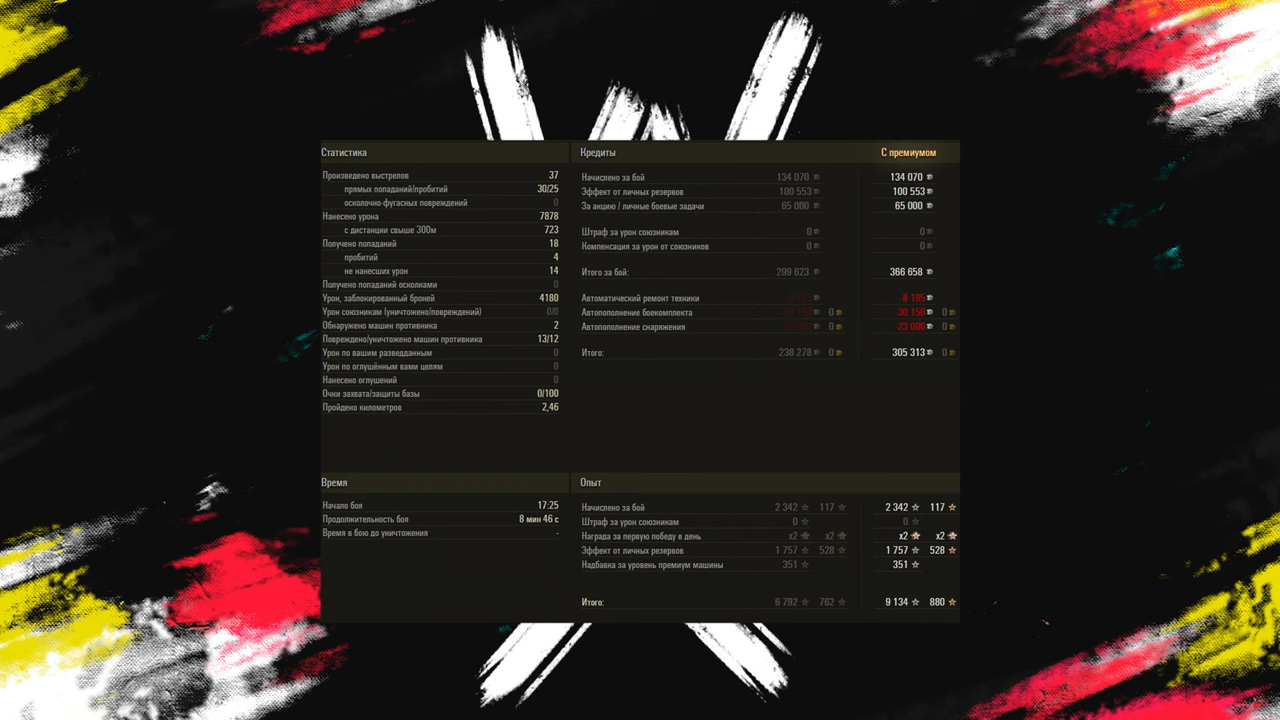 Статистика
Произведено выстрелов 37
прямых попаданий/пробитий 30/25
осколочно-фугасных повреждений 0
Нанесено урона 7878
с дистанции свыше 300м 723
Получено попаданий 18
пробитий 4
не нанесших урон 14
Получено попаданий осколками 0
Урон, заблокированный броней 4180
Урон союзникам (уничтожено/повреждений) 0/0
Обнаружено машин противника 2
Повреждено/уничтожено машин противника 13/12
Урон по вашим разведданным 0
Урон по оглушённым вами целям 0
Нанесено оглушений 0
Очки захвата/защиты базы 0/100
Пройдено километров 2,46
Кредиты С премиумом
Начислено за бой 134 070 134 070
Эффект от личных резервов 100 553 100 553
За акцию / личные боевые задачи 65 000 65 000
Штраф за урон союзникам 0 0
Компенсация за урон от союзников 0 0
Итого за бой: 299 623 366 658
Автоматический ремонт техники 8 195
Автопополнение боекомплекта 0 30 150 0
Автопополнение снаряжения 0 23 000 0
Итого: 238 278 0 305 313 0
Время
Начало боя 17:25
Продолжительность боя 8 мин 46 с
Время в бою до уничтожения -
Опыт
Начислено за бой 2 342 117 2 342 117
Штраф за урон союзникам 0 0
Награда за первую победу в день x2 x2 x2 x2
Эффект от личных резервов 1 757 528 1 757 528
Надбавка за уровень премиум машины 351 351
Итого: 6 792 762 9 134 880